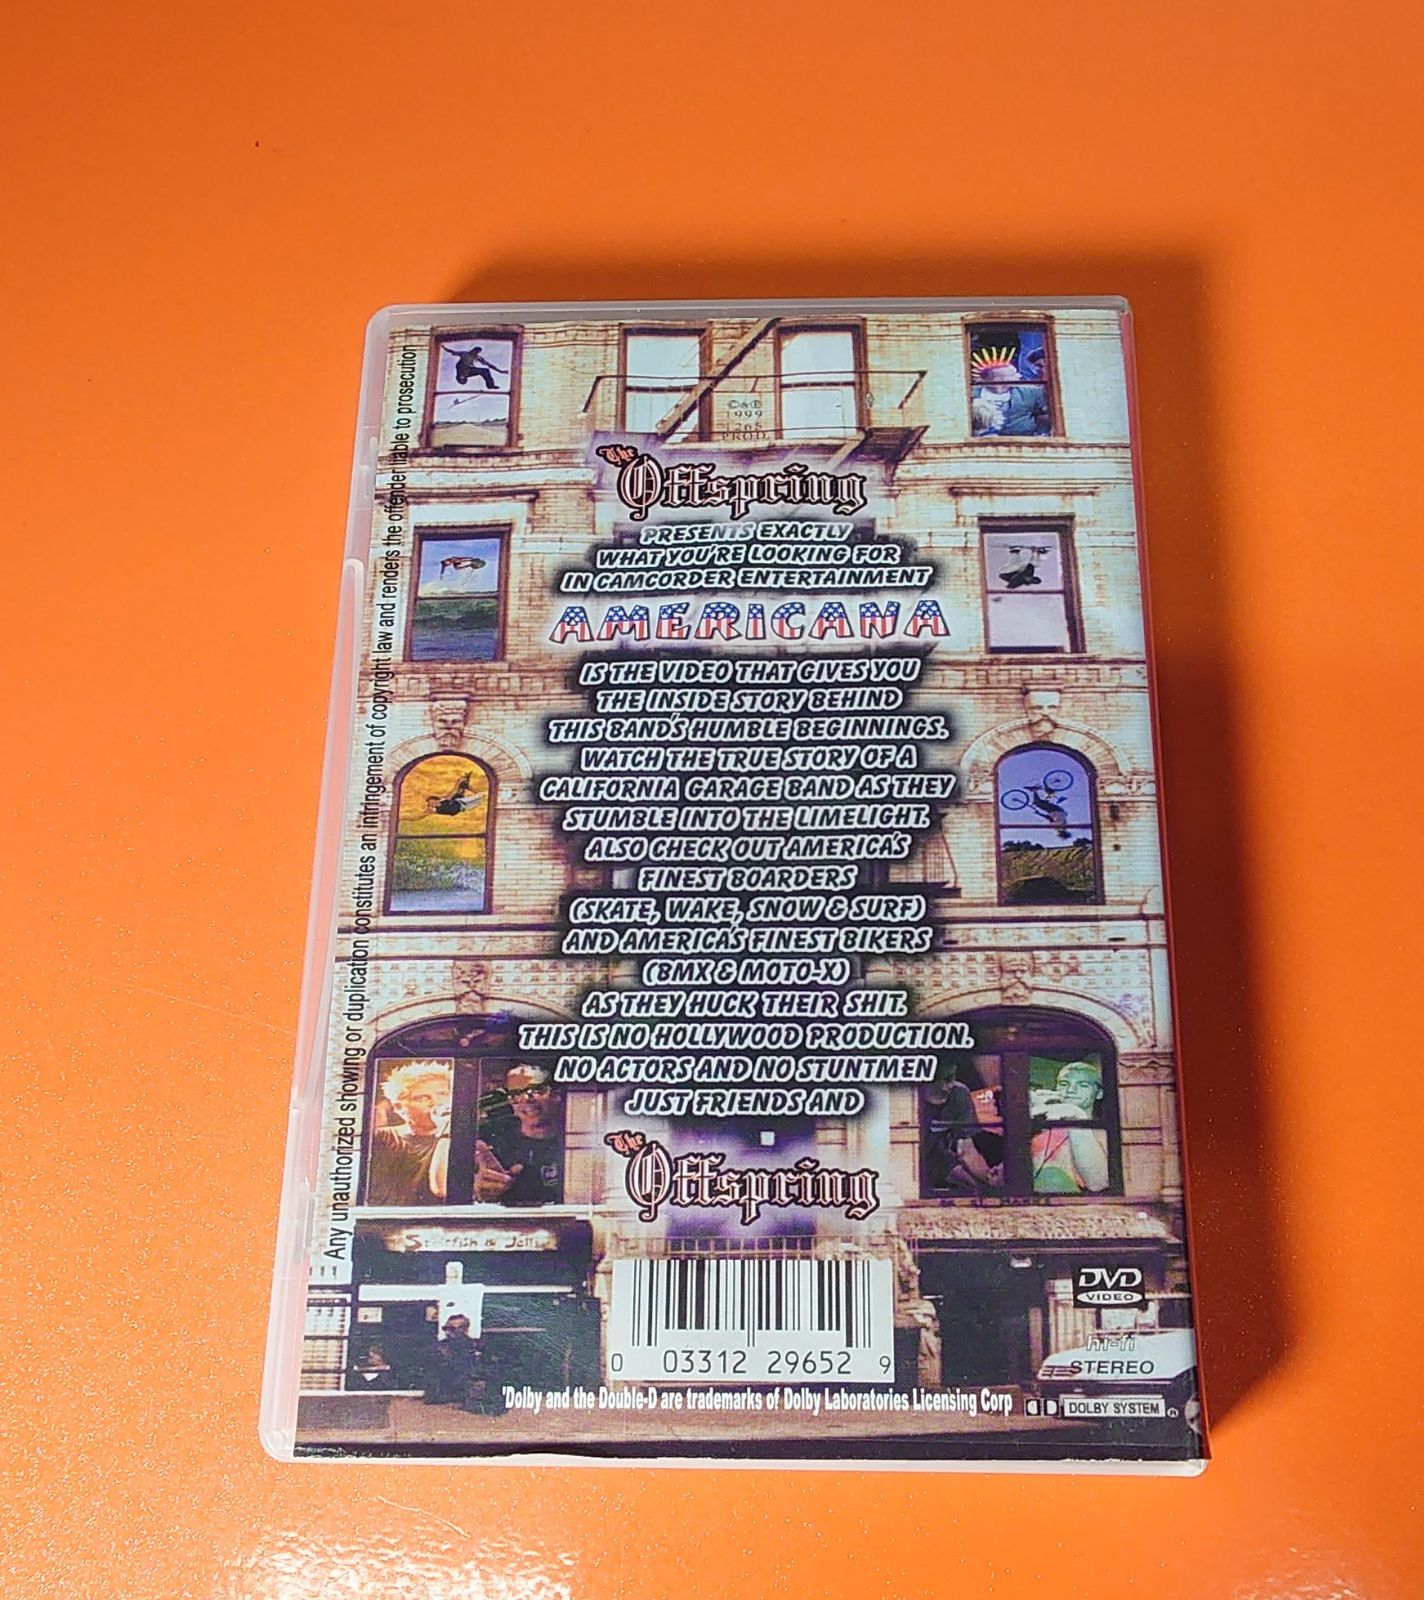 ©&℗
1999
1265
PROD.
The Offspring
PRESENTS EXACTLY
WHAT YOU'RE LOOKING FOR
IN CAMCORDER ENTERTAINMENT
AMERICANA
IS THE VIDEO THAT GIVES YOU
THE INSIDE STORY BEHIND
THIS BAND'S HUMBLE BEGINNINGS.
WATCH THE TRUE STORY OF A
CALIFORNIA GARAGE BAND AS THEY
STUMBLE INTO THE LIMELIGHT.
ALSO CHECK OUT AMERICA'S
FINEST BOARDERS
(SKATE, WAKE, SNOW & SURF)
AND AMERICA'S FINEST BIKERS
(BMX & MOTO-X)
AS THEY HUCK THEIR SHIT.
THIS IS NO HOLLYWOOD PRODUCTION.
NO ACTORS AND NO STUNTMEN
JUST FRIENDS AND
The Offspring
Any unauthorized showing or duplication constitutes an infringement of copyright law and renders the offender liable to prosecution
0 03312 29652 9
DVD
VIDEO
hi-fi
STEREO
'Dolby and the Double-D are trademarks of Dolby Laboratories Licensing Corp
DOLBY SYSTEM ®